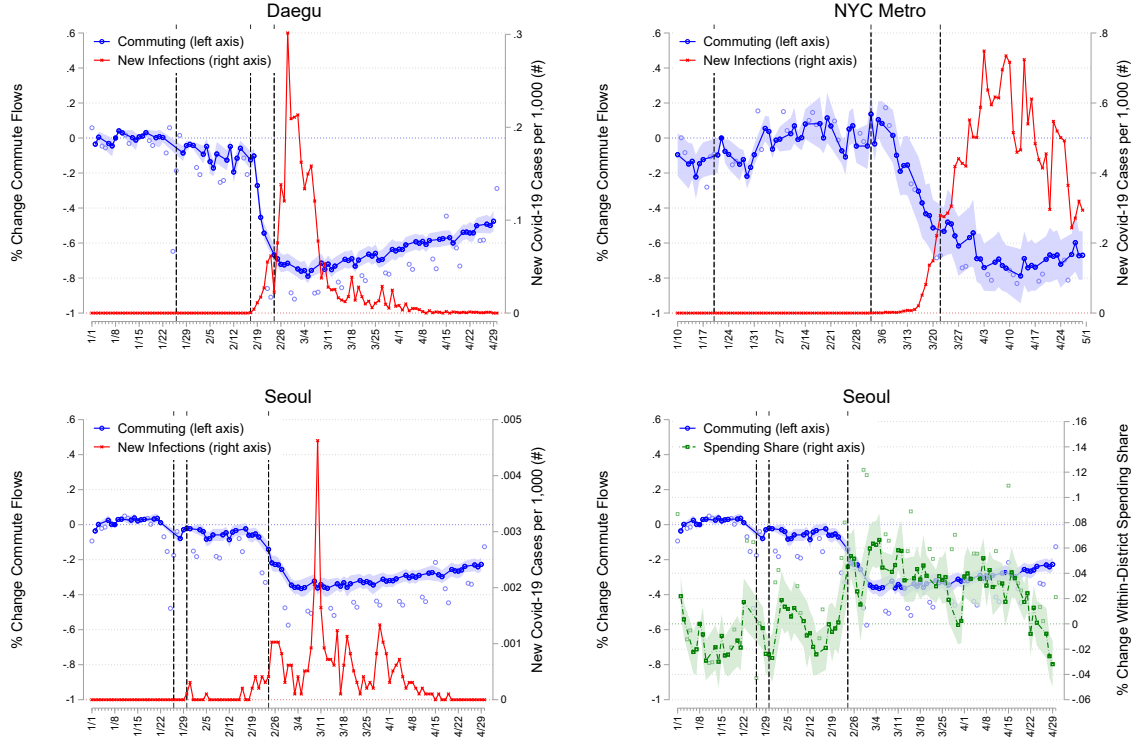 Daegu
Commuting (left axis)
New Infections (right axis)
% Change Commute Flows
.6
.4
.2
0
-.2
-.4
-.6
-.8
-1
New Covid-19 Cases per 1,000 (#)
.3
.2
.1
0
1/1 1/8 1/15 1/22 1/29 2/5 2/12 2/19 2/26 3/4 3/11 3/18 3/25 4/1 4/8 4/15 4/22 4/29
NYC Metro
Commuting (left axis)
New Infections (right axis)
% Change Commute Flows
.6
.4
.2
0
-.2
-.4
-.6
-.8
-1
New Covid-19 Cases per 1,000 (#)
.8
.6
.4
.2
0
1/10 1/17 1/24 1/31 2/7 2/14 2/21 2/28 3/6 3/13 3/20 3/27 4/3 4/10 4/17 4/24 5/1
Seoul
Commuting (left axis)
New Infections (right axis)
% Change Commute Flows
.6
.4
.2
0
-.2
-.4
-.6
-.8
-1
New Covid-19 Cases per 1,000 (#)
.005
.004
.003
.002
.001
0
1/1 1/8 1/15 1/22 1/29 2/5 2/12 2/19 2/26 3/4 3/11 3/18 3/25 4/1 4/8 4/15 4/22 4/29
Seoul
Commuting (left axis)
Spending Share (right axis)
% Change Commute Flows
.6
.4
.2
0
-.2
-.4
-.6
-.8
-1
% Change Within-District Spending Share
.16
.14
.12
.1
.08
.06
.04
.02
0
-.02
-.04
-.06
1/1 1/8 1/15 1/22 1/29 2/5 2/12 2/19 2/26 3/4 3/11 3/18 3/25 4/1 4/8 4/15 4/22 4/29